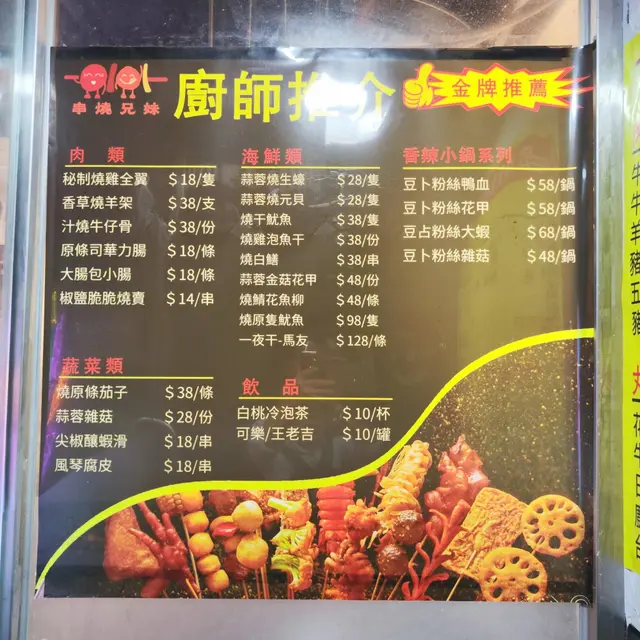 串燒兄妹
廚師推介
金牌推薦
肉類
秘制燒雞全翼 $18/隻
香草燒羊架 $38/支
汁燒牛仔骨 $38/份
原條司華力腸 $18/條
大腸包小腸 $18/條
椒鹽脆脆燒賣 $14/串
海鮮類
蒜蓉燒生蠔 $28/隻
蒜蓉燒元貝 $28/隻
燒干魷魚 $38/隻
燒雞泡魚干 $38/份
燒白鱔 $38/串
蒜蓉金菇花甲 $48/份
燒鯖花魚柳 $48/條
燒原隻魷魚 $98/隻
一夜干-馬友 $128/條
香辣小鍋系列
豆卜粉絲鴨血 $58/鍋
豆卜粉絲花甲 $58/鍋
豆占粉絲大蝦 $68/鍋
豆卜粉絲雜菇 $48/鍋
蔬菜類
燒原條茄子 $38/條
蒜蓉雜菇 $28/份
尖椒釀蝦滑 $18/串
風琴腐皮 $18/串
飲品
白桃冷泡茶 $10/杯
可樂/王老吉 $10/罐
牛
牛
羊
豬
五
豬